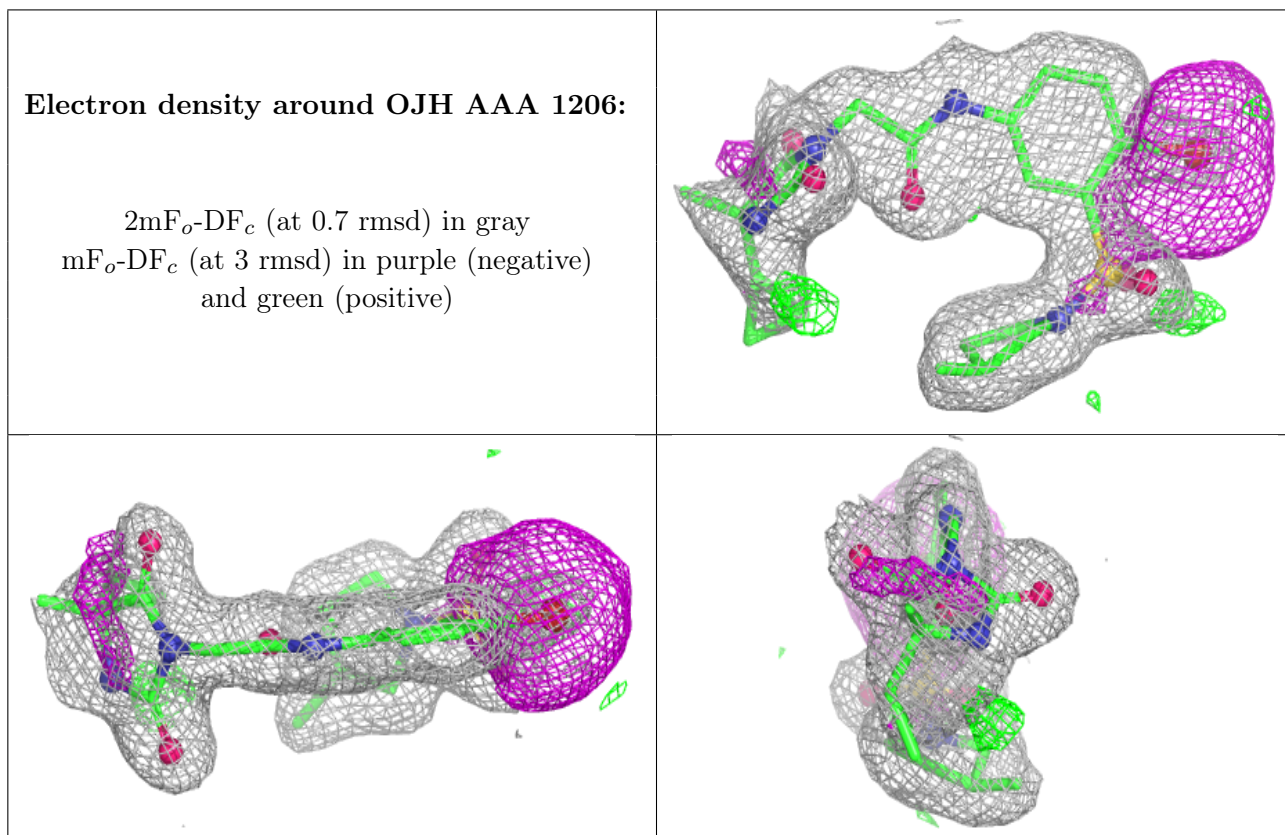 Electron density around OJH AAA 1206:
2mFo-DFc (at 0.7 rmsd) in gray
mFo-DFc (at 3 rmsd) in purple (negative)
and green (positive)